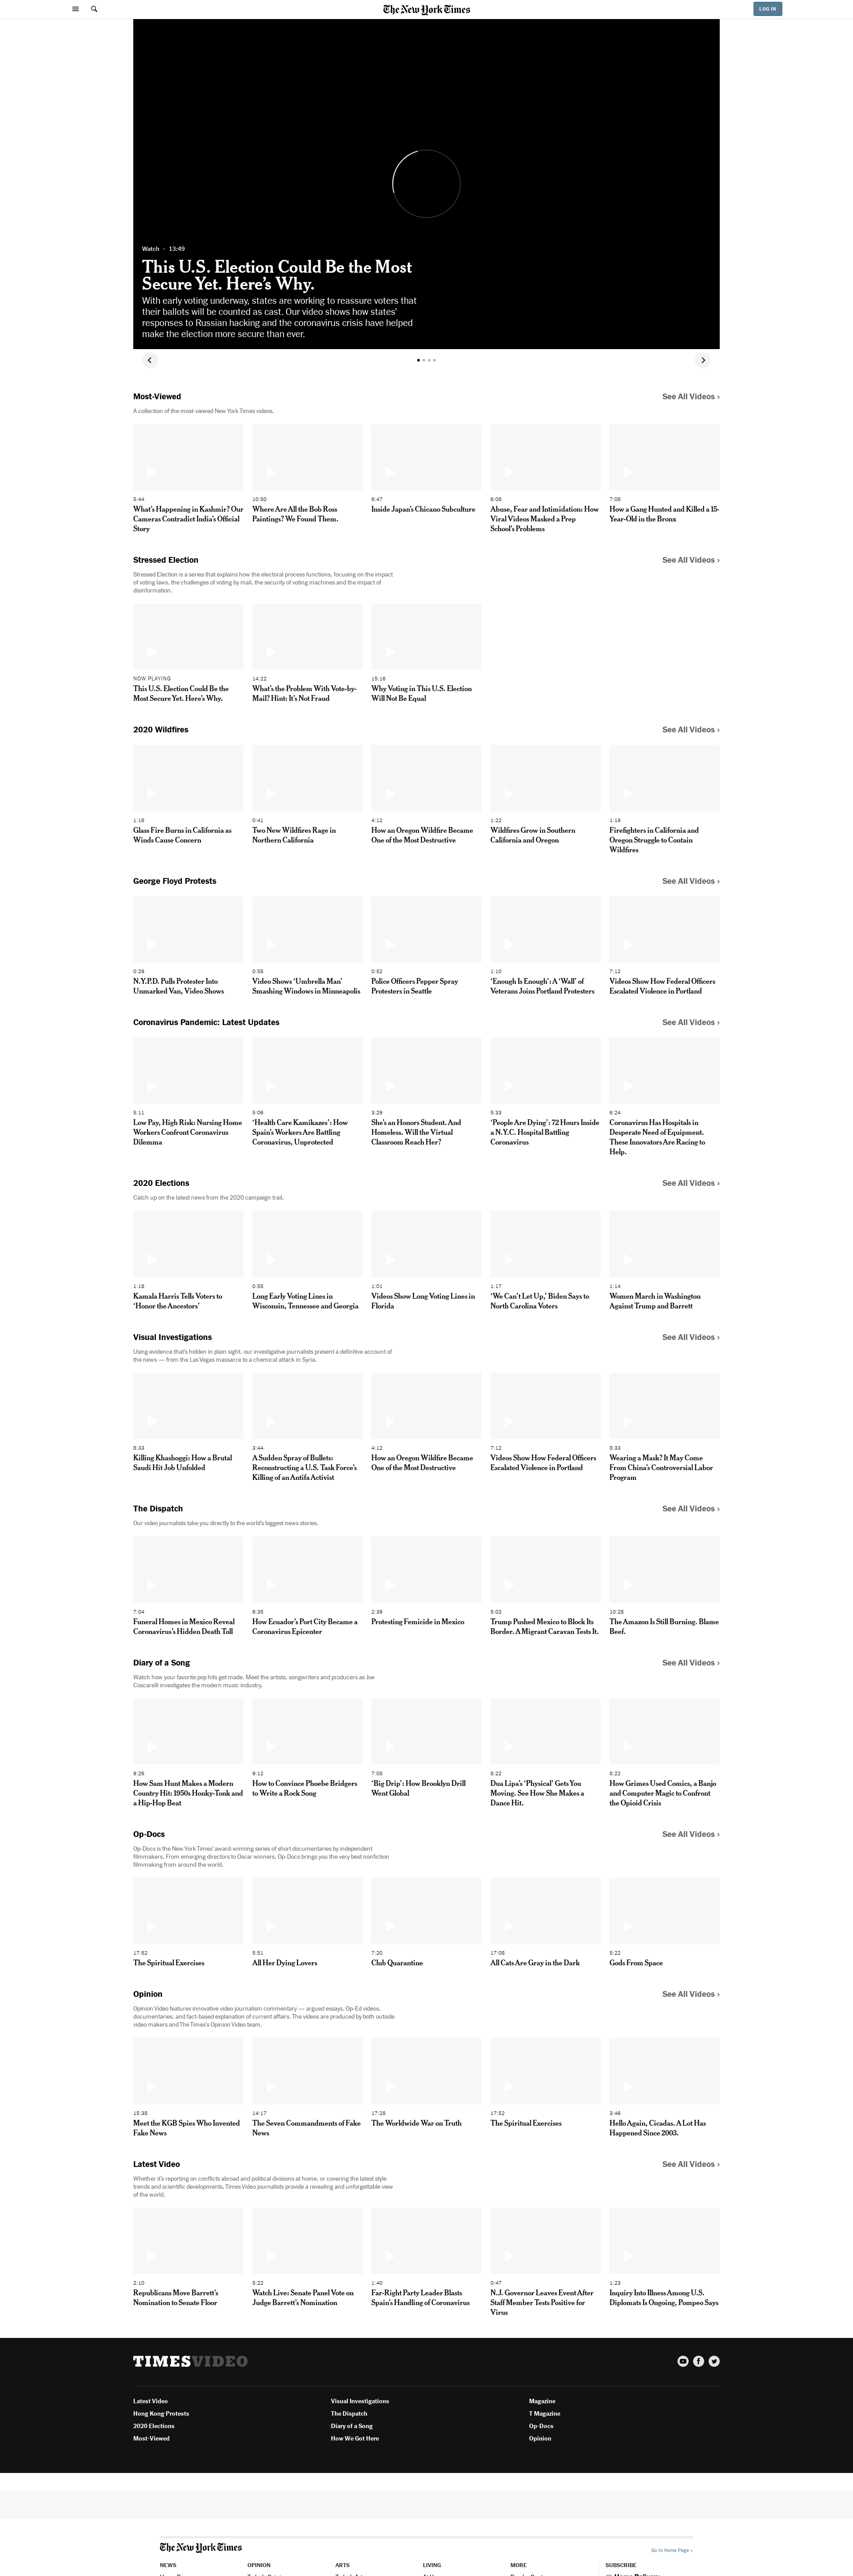 The New York Times
LOG IN
Watch · 13:49
This U.S. Election Could Be the Most
Secure Yet. Here’s Why.
With early voting underway, states are working to reassure voters that
their ballots will be counted as cast. Our video shows how states’
responses to Russian hacking and the coronavirus crisis have helped
make the election more secure than ever.
Most-Viewed
See All Videos ›
A collection of the most-viewed New York Times videos.
5:44
What’s Happening in Kashmir? Our
Cameras Contradict India’s Official
Story
10:50
Where Are All the Bob Ross
Paintings? We Found Them.
6:47
Inside Japan’s Chicano Subculture
6:08
Abuse, Fear and Intimidation: How
Viral Videos Masked a Prep
School’s Problems
7:08
How a Gang Hunted and Killed a 15-
Year-Old in the Bronx
Stressed Election
See All Videos ›
Stressed Election is a series that explains how the electoral process functions, focusing on the impact
of voting laws, the challenges of voting by mail, the security of voting machines and the impact of
disinformation.
NOW PLAYING
This U.S. Election Could Be the
Most Secure Yet. Here’s Why.
14:22
What’s the Problem With Vote-by-
Mail? Hint: It’s Not Fraud
15:16
Why Voting in This U.S. Election
Will Not Be Equal
2020 Wildfires
See All Videos ›
1:16
Glass Fire Burns in California as
Winds Cause Concern
0:41
Two New Wildfires Rage in
Northern California
4:12
How an Oregon Wildfire Became
One of the Most Destructive
1:22
Wildfires Grow in Southern
California and Oregon
1:19
Firefighters in California and
Oregon Struggle to Contain
Wildfires
George Floyd Protests
See All Videos ›
0:29
N.Y.P.D. Pulls Protester Into
Unmarked Van, Video Shows
0:58
Video Shows ‘Umbrella Man’
Smashing Windows in Minneapolis
0:52
Police Officers Pepper Spray
Protesters in Seattle
1:10
‘Enough Is Enough’: A ‘Wall’ of
Veterans Joins Portland Protesters
7:12
Videos Show How Federal Officers
Escalated Violence in Portland
Coronavirus Pandemic: Latest Updates
See All Videos ›
5:11
Low Pay, High Risk: Nursing Home
Workers Confront Coronavirus
Dilemma
5:06
‘Health Care Kamikazes’: How
Spain’s Workers Are Battling
Coronavirus, Unprotected
3:29
She’s an Honors Student. And
Homeless. Will the Virtual
Classroom Reach Her?
5:33
‘People Are Dying’: 72 Hours Inside
a N.Y.C. Hospital Battling
Coronavirus
6:24
Coronavirus Has Hospitals in
Desperate Need of Equipment.
These Innovators Are Racing to
Help.
2020 Elections
See All Videos ›
Catch up on the latest news from the 2020 campaign trail.
1:18
Kamala Harris Tells Voters to
‘Honor the Ancestors’
0:55
Long Early Voting Lines in
Wisconsin, Tennessee and Georgia
1:01
Videos Show Long Voting Lines in
Florida
1:17
‘We Can’t Let Up,’ Biden Says to
North Carolina Voters
1:14
Women March in Washington
Against Trump and Barrett
Visual Investigations
See All Videos ›
Using evidence that’s hidden in plain sight, our investigative journalists present a definitive account of
the news — from the Las Vegas massacre to a chemical attack in Syria.
8:33
Killing Khashoggi: How a Brutal
Saudi Hit Job Unfolded
3:44
A Sudden Spray of Bullets:
Reconstructing a U.S. Task Force’s
Killing of an Antifa Activist
4:12
How an Oregon Wildfire Became
One of the Most Destructive
7:12
Videos Show How Federal Officers
Escalated Violence in Portland
8:33
Wearing a Mask? It May Come
From China’s Controversial Labor
Program
The Dispatch
See All Videos ›
Our video journalists take you directly to the world’s biggest news stories.
7:04
Funeral Homes in Mexico Reveal
Coronavirus’s Hidden Death Toll
6:35
How Ecuador’s Port City Became a
Coronavirus Epicenter
2:39
Protesting Femicide in Mexico
5:02
Trump Pushed Mexico to Block Its
Border. A Migrant Caravan Tests It.
10:28
The Amazon Is Still Burning. Blame
Beef.
Diary of a Song
See All Videos ›
Watch how your favorite pop hits get made. Meet the artists, songwriters and producers as Joe
Coscarelli investigates the modern music industry.
9:26
How Sam Hunt Makes a Modern
Country Hit: 1950s Honky-Tonk and
a Hip-Hop Beat
9:12
How to Convince Phoebe Bridgers
to Write a Rock Song
7:05
‘Big Drip’: How Brooklyn Drill
Went Global
8:22
Dua Lipa’s ‘Physical’ Gets You
Moving. See How She Makes a
Dance Hit.
8:22
How Grimes Used Comics, a Banjo
and Computer Magic to Confront
the Opioid Crisis
Op-Docs
See All Videos ›
Op-Docs is the New York Times’ award-winning series of short documentaries by independent
filmmakers. From emerging directors to Oscar winners, Op-Docs brings you the very best nonfiction
filmmaking from around the world.
17:52
The Spiritual Exercises
5:51
All Her Dying Lovers
7:20
Club Quarantine
17:08
All Cats Are Gray in the Dark
5:22
Gods From Space
Opinion
See All Videos ›
Opinion Video features innovative video journalism commentary — argued essays, Op-Ed videos,
documentaries, and fact-based explanation of current affairs. The videos are produced by both outside
video makers and The Times’s Opinion Video team.
15:38
Meet the KGB Spies Who Invented
Fake News
14:17
The Seven Commandments of Fake
News
17:28
The Worldwide War on Truth
17:52
The Spiritual Exercises
3:46
Hello Again, Cicadas. A Lot Has
Happened Since 2003.
Latest Video
See All Videos ›
Whether it’s reporting on conflicts abroad and political divisions at home, or covering the latest style
trends and scientific developments, Times Video journalists provide a revealing and unforgettable view
of the world.
2:10
Republicans Move Barrett’s
Nomination to Senate Floor
5:22
Watch Live: Senate Panel Vote on
Judge Barrett’s Nomination
1:40
Far-Right Party Leader Blasts
Spain’s Handling of Coronavirus
0:47
N.J. Governor Leaves Event After
Staff Member Tests Positive for
Virus
1:23
Inquiry Into Illness Among U.S.
Diplomats Is Ongoing, Pompeo Says
TIMESVIDEO
Latest Video
Visual Investigations
Magazine
Hong Kong Protests
The Dispatch
T Magazine
2020 Elections
Diary of a Song
Op-Docs
Most-Viewed
How We Got Here
Opinion
The New York Times
Go to Home Page »
NEWS
OPINION
ARTS
LIVING
MORE
SUBSCRIBE